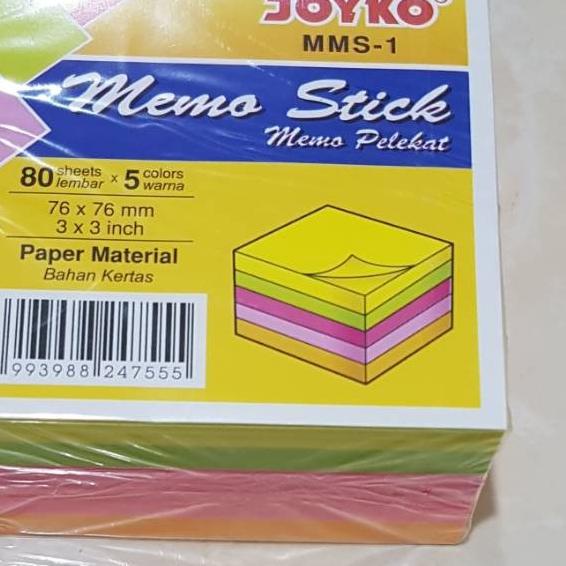 JOYKO
MMS-1
Memo Stick
Memo Pelekat
80 sheets lembar x 5 colors warna
76 x 76 mm
3 x 3 inch
Paper Material
Bahan Kertas
993988 247555